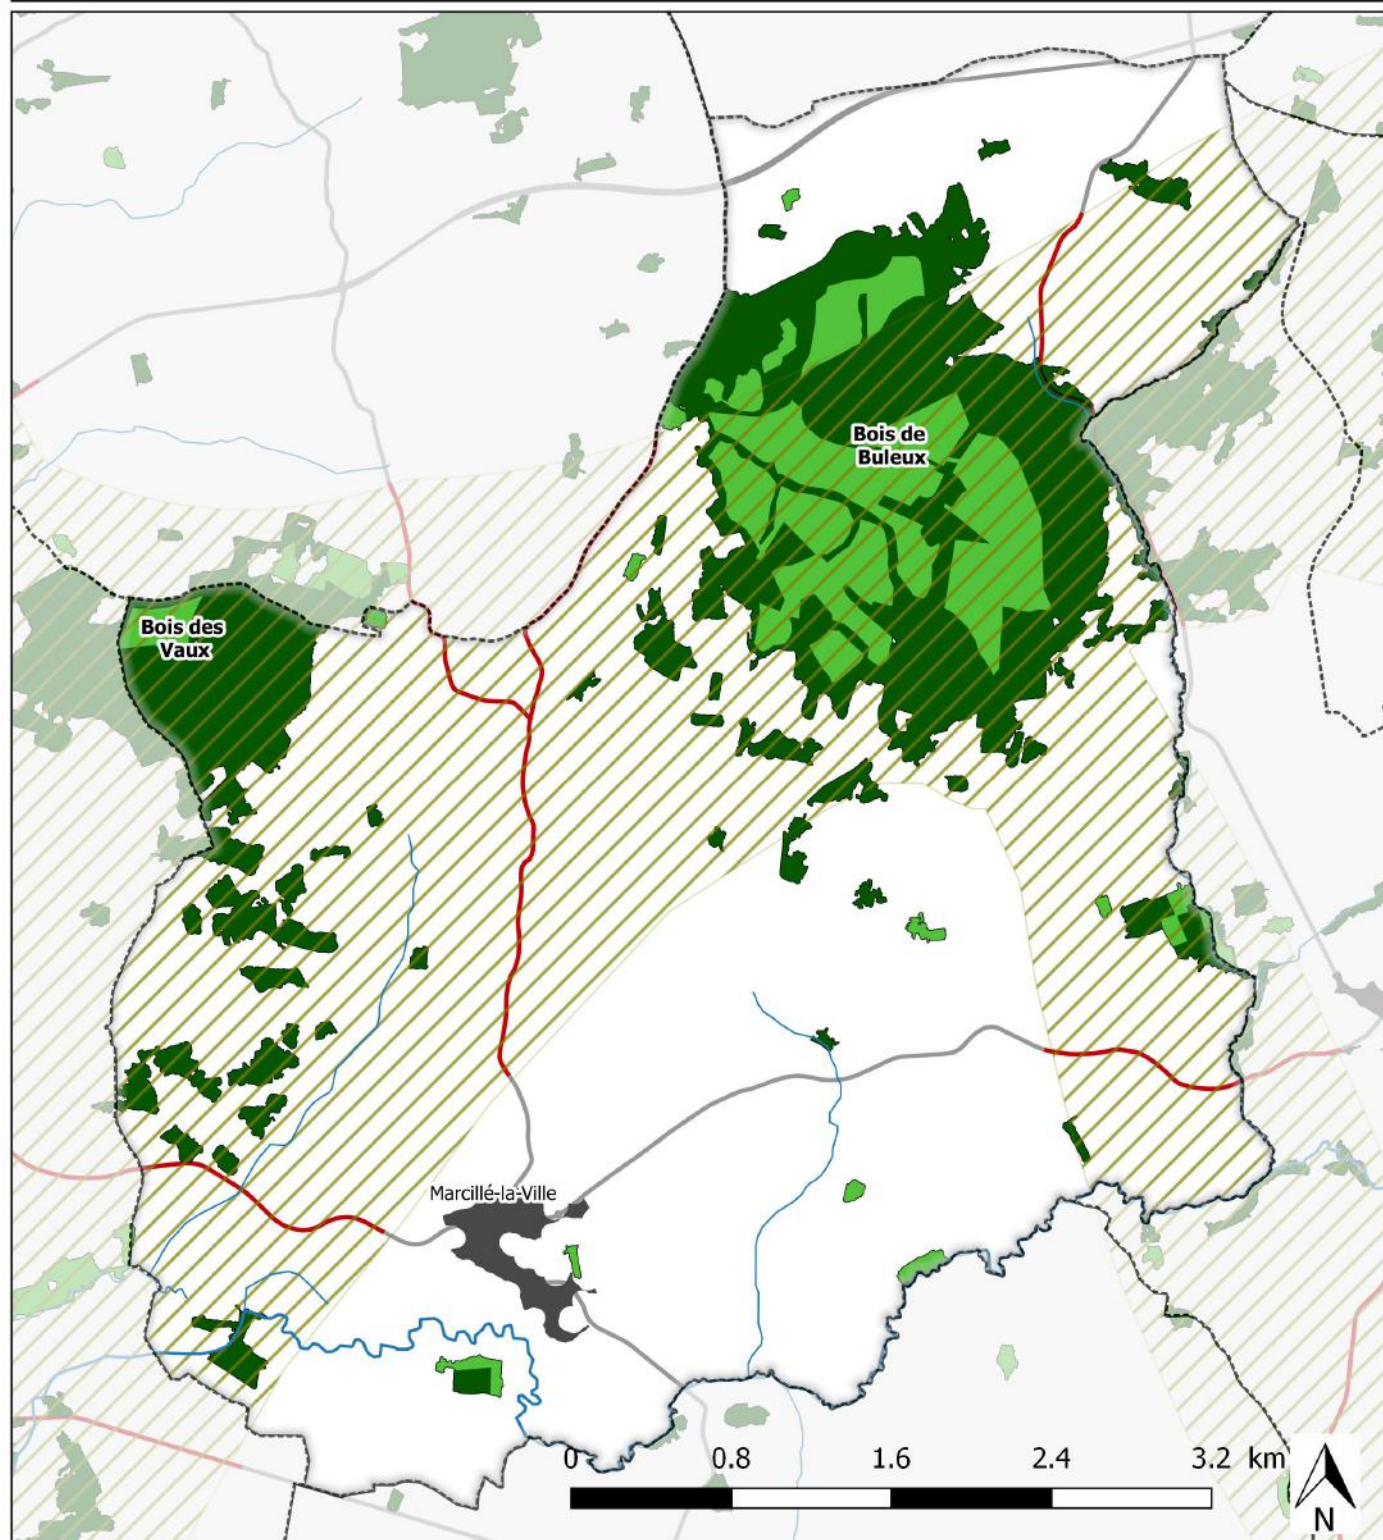 Bois de
Buleux
Bois des
Vaux
Marcillé-la-Ville
0 0.8 1.6 2.4 3.2 km
N